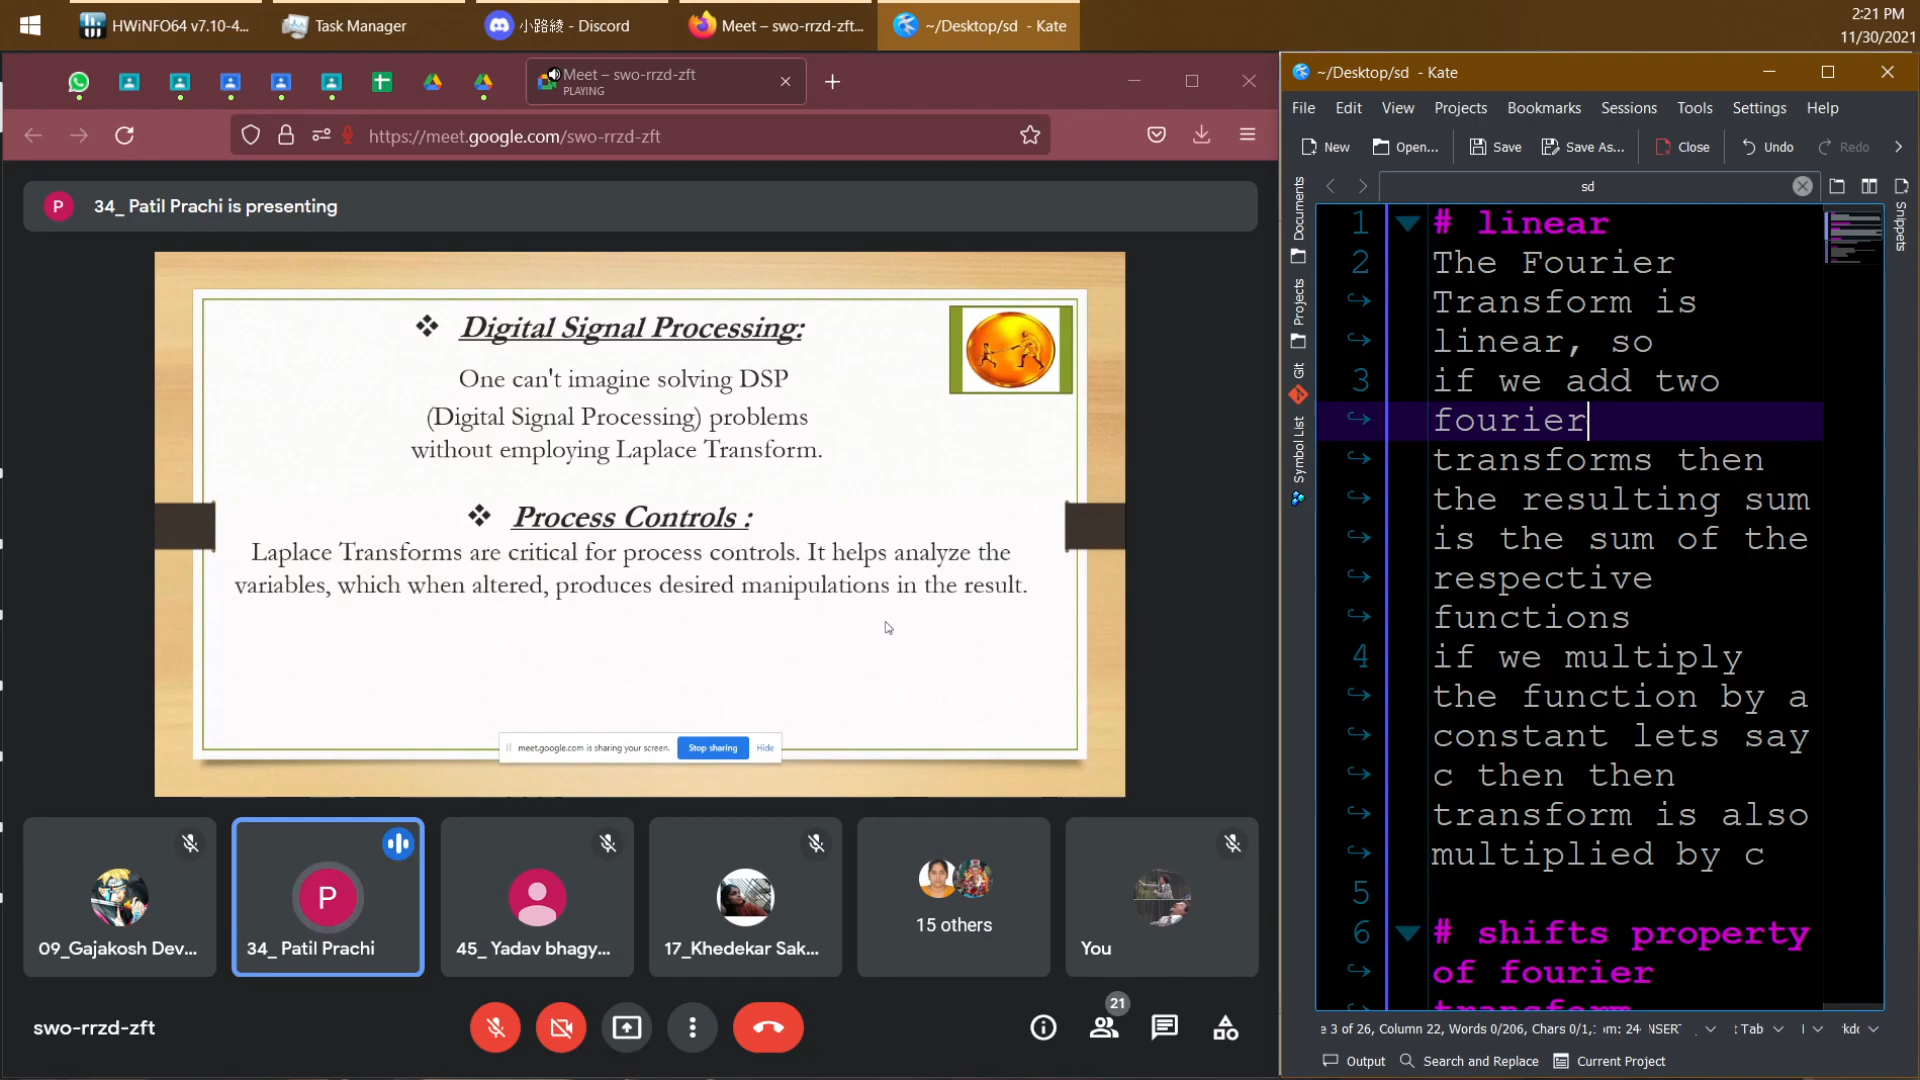 HWiNFO64 v7.10-4...
Task Manager
小路綾 - Discord
Meet – swo-rrzd-zft...
~/Desktop/sd - Kate
2:21 PM
11/30/2021
Meet – swo-rrzd-zft
PLAYING
https://meet.google.com/swo-rrzd-zft
P
34_ Patil Prachi is presenting
Digital Signal Processing:
One can't imagine solving DSP
(Digital Signal Processing) problems
without employing Laplace Transform.
Process Controls :
Laplace Transforms are critical for process controls. It helps analyze the
variables, which when altered, produces desired manipulations in the result.
meet.google.com is sharing your screen.
Stop sharing
Hide
09_Gajakosh Dev...
P
34_ Patil Prachi
45_ Yadav bhagy...
17_Khedekar Sak...
15 others
You
swo-rrzd-zft
21
~/Desktop/sd - Kate
File Edit View Projects Bookmarks Sessions Tools Settings Help
New Open... Save Save As... Close Undo Redo
sd
Documents
Projects
Git
Symbol List
Snippets
1 # linear
2 The Fourier
Transform is
linear, so
3 if we add two
fourier
transforms then
the resulting sum
is the sum of the
respective
functions
4 if we multiply
the function by a
constant lets say
c then then
transform is also
multiplied by c
5
6 # shifts property
of fourier
transform
e 3 of 26, Column 22, Words 0/206, Chars 0/1, INSERT Tab
Output Search and Replace Current Project